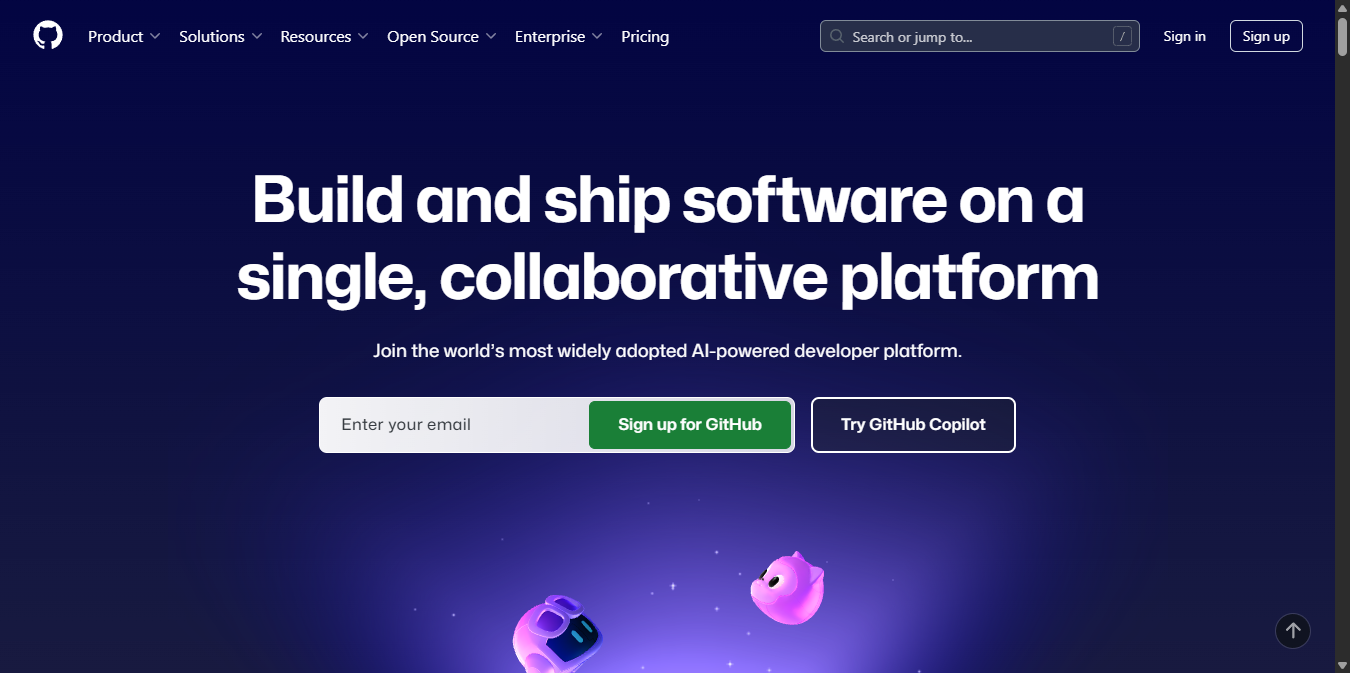 Product Solutions Resources Open Source Enterprise Pricing Search or jump to... / Sign in Sign up
Build and ship software on a
single, collaborative platform
Join the world’s most widely adopted AI-powered developer platform.
Enter your email Sign up for GitHub Try GitHub Copilot